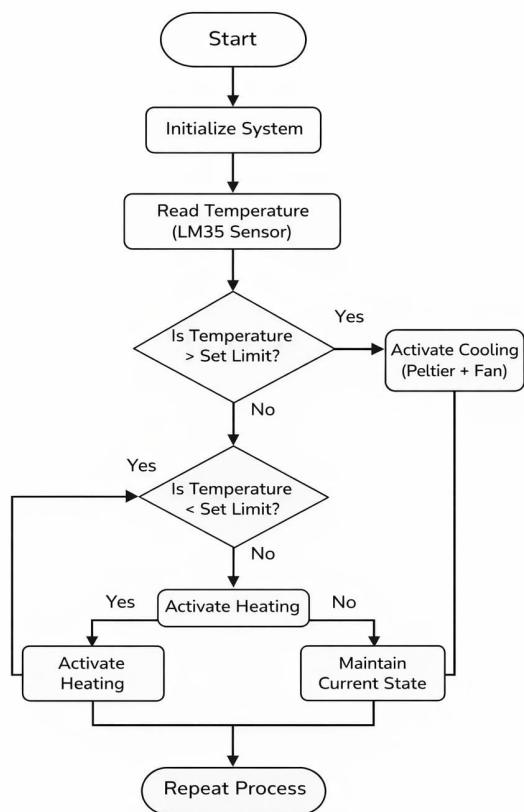 Start
Initialize System
Read Temperature
(LM35 Sensor)
Is Temperature
> Set Limit?
Yes
Activate Cooling
(Peltier + Fan)
No
Yes
Is Temperature
< Set Limit?
No
Yes
Activate Heating
No
Activate
Heating
Maintain
Current State
Repeat Process